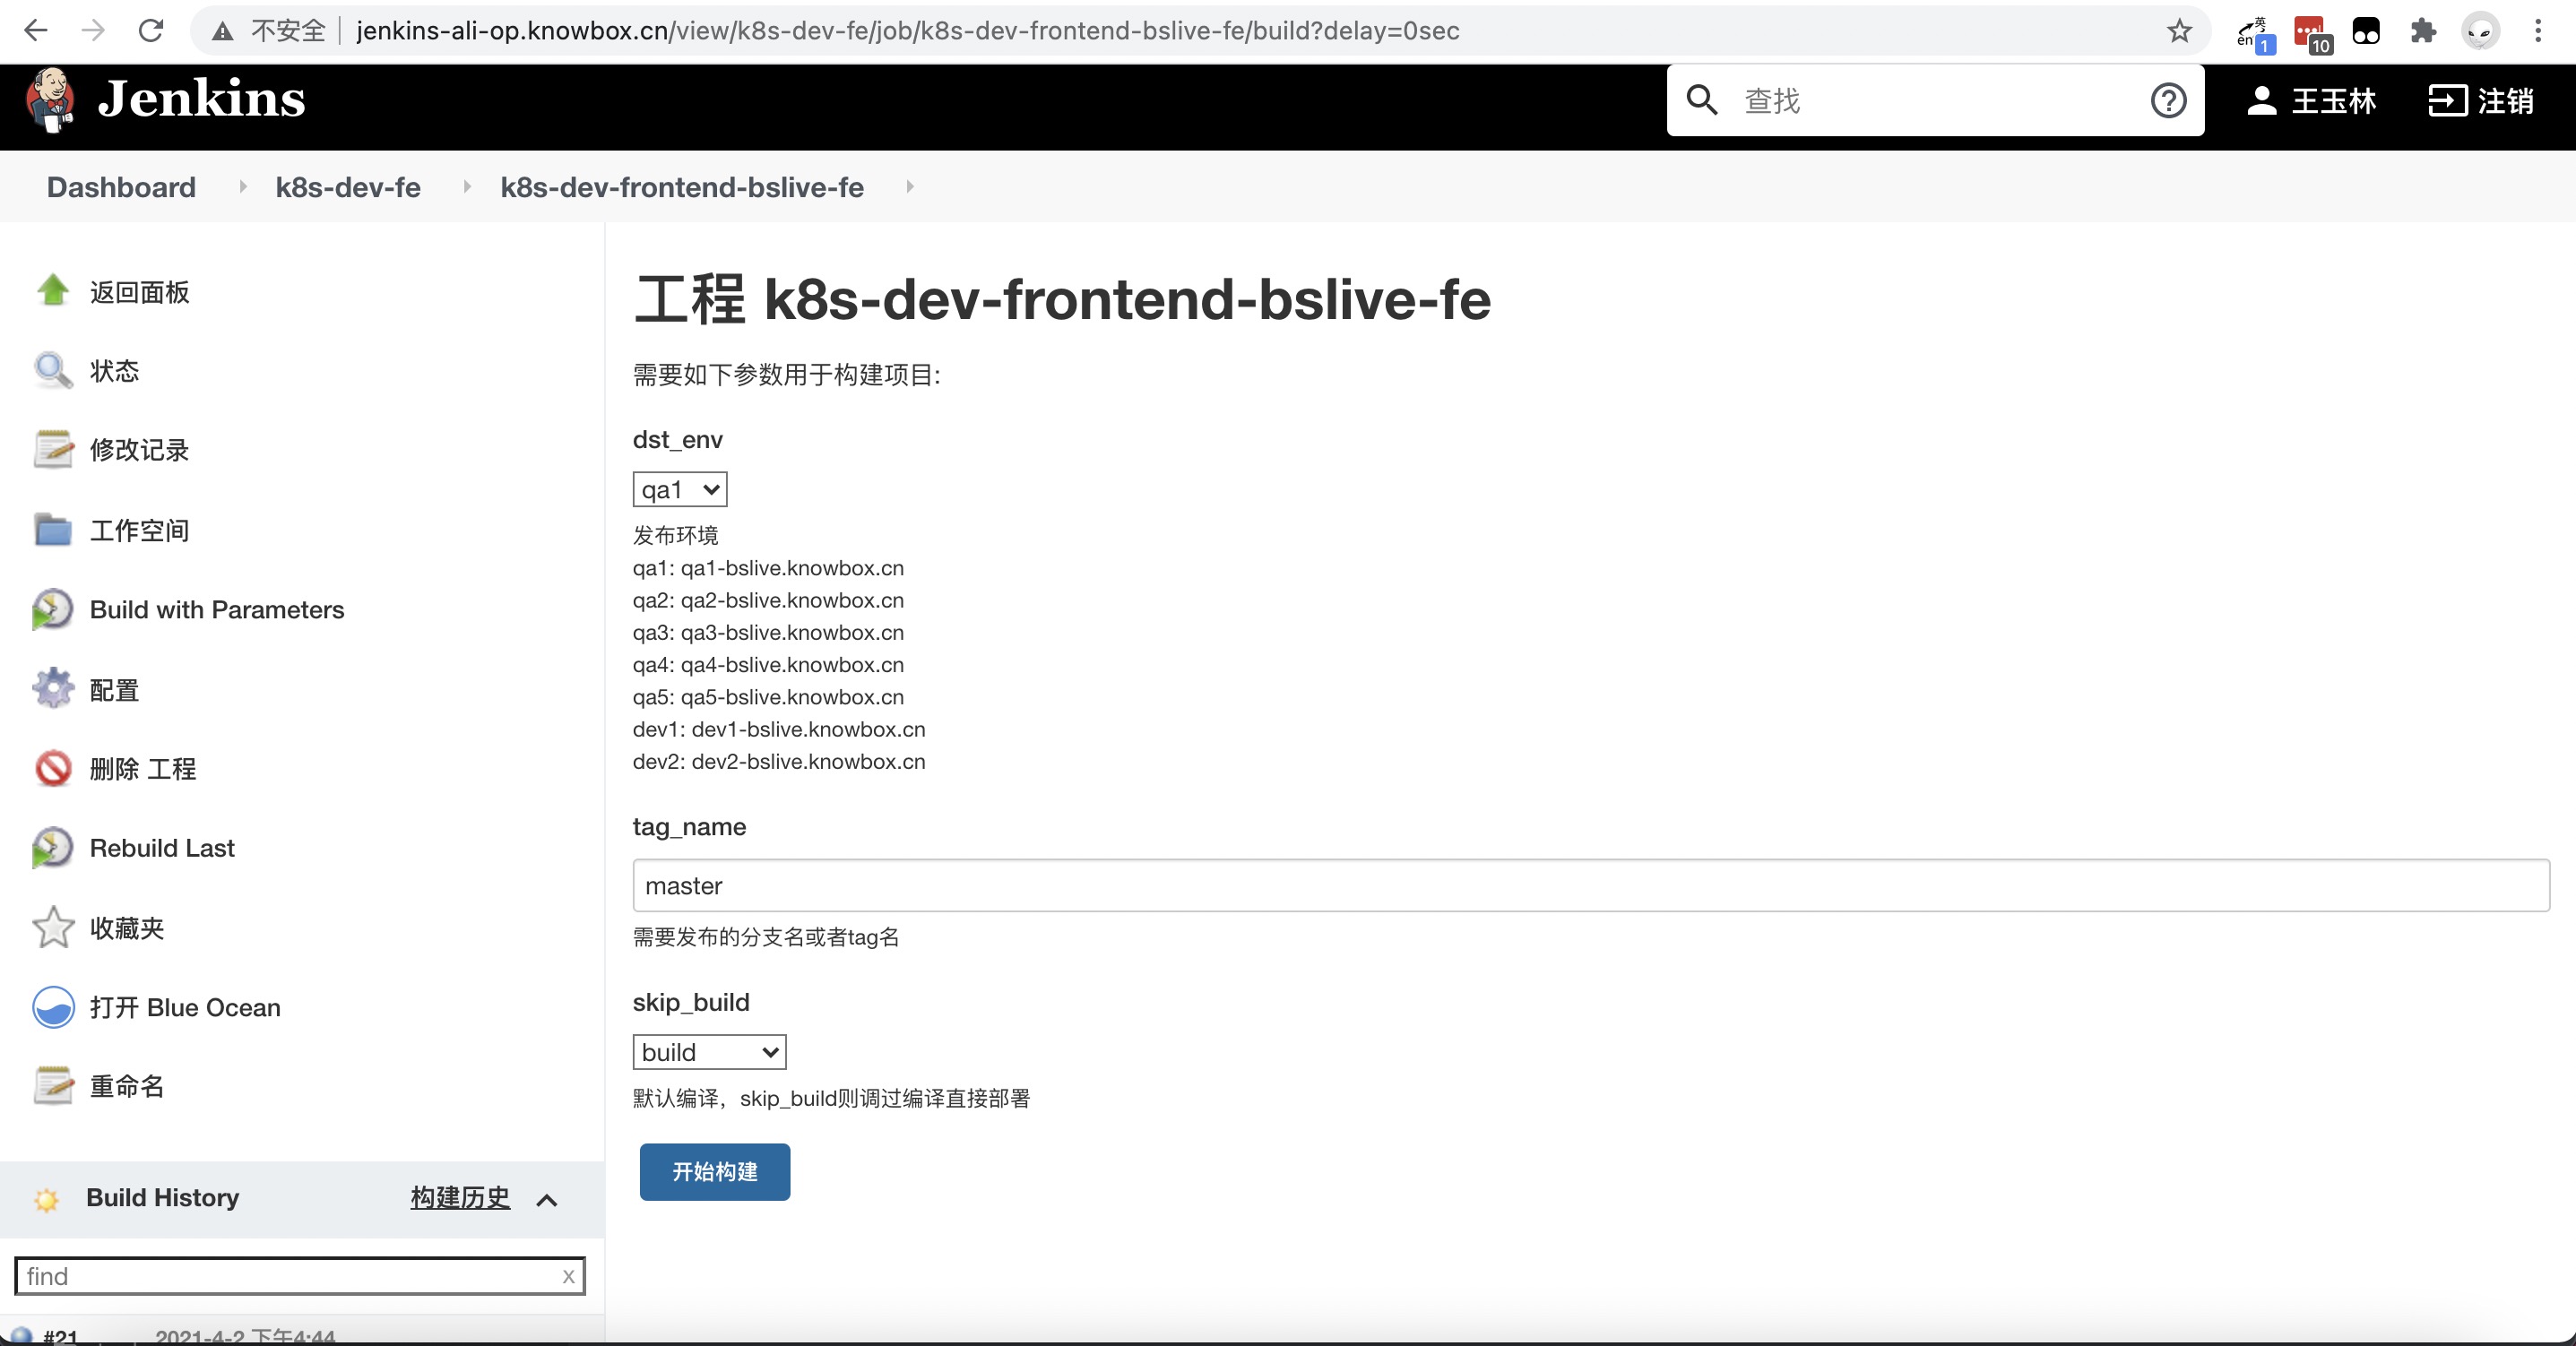 不安全 jenkins-ali-op.knowbox.cn/view/k8s-dev-fe/job/k8s-dev-frontend-bslive-fe/build?delay=0sec
英
en
1
10
Jenkins
查找
王玉林
注销
Dashboard
k8s-dev-fe
k8s-dev-frontend-bslive-fe
返回面板
状态
修改记录
工作空间
Build with Parameters
配置
删除 工程
Rebuild Last
收藏夹
打开 Blue Ocean
重命名
Build History
构建历史
find
x
#21
2021-4-2 下午4:44
工程 k8s-dev-frontend-bslive-fe
需要如下参数用于构建项目:
dst_env
qa1
发布环境
qa1: qa1-bslive.knowbox.cn
qa2: qa2-bslive.knowbox.cn
qa3: qa3-bslive.knowbox.cn
qa4: qa4-bslive.knowbox.cn
qa5: qa5-bslive.knowbox.cn
dev1: dev1-bslive.knowbox.cn
dev2: dev2-bslive.knowbox.cn
tag_name
master
需要发布的分支名或者tag名
skip_build
build
默认编译，skip_build则调过编译直接部署
开始构建